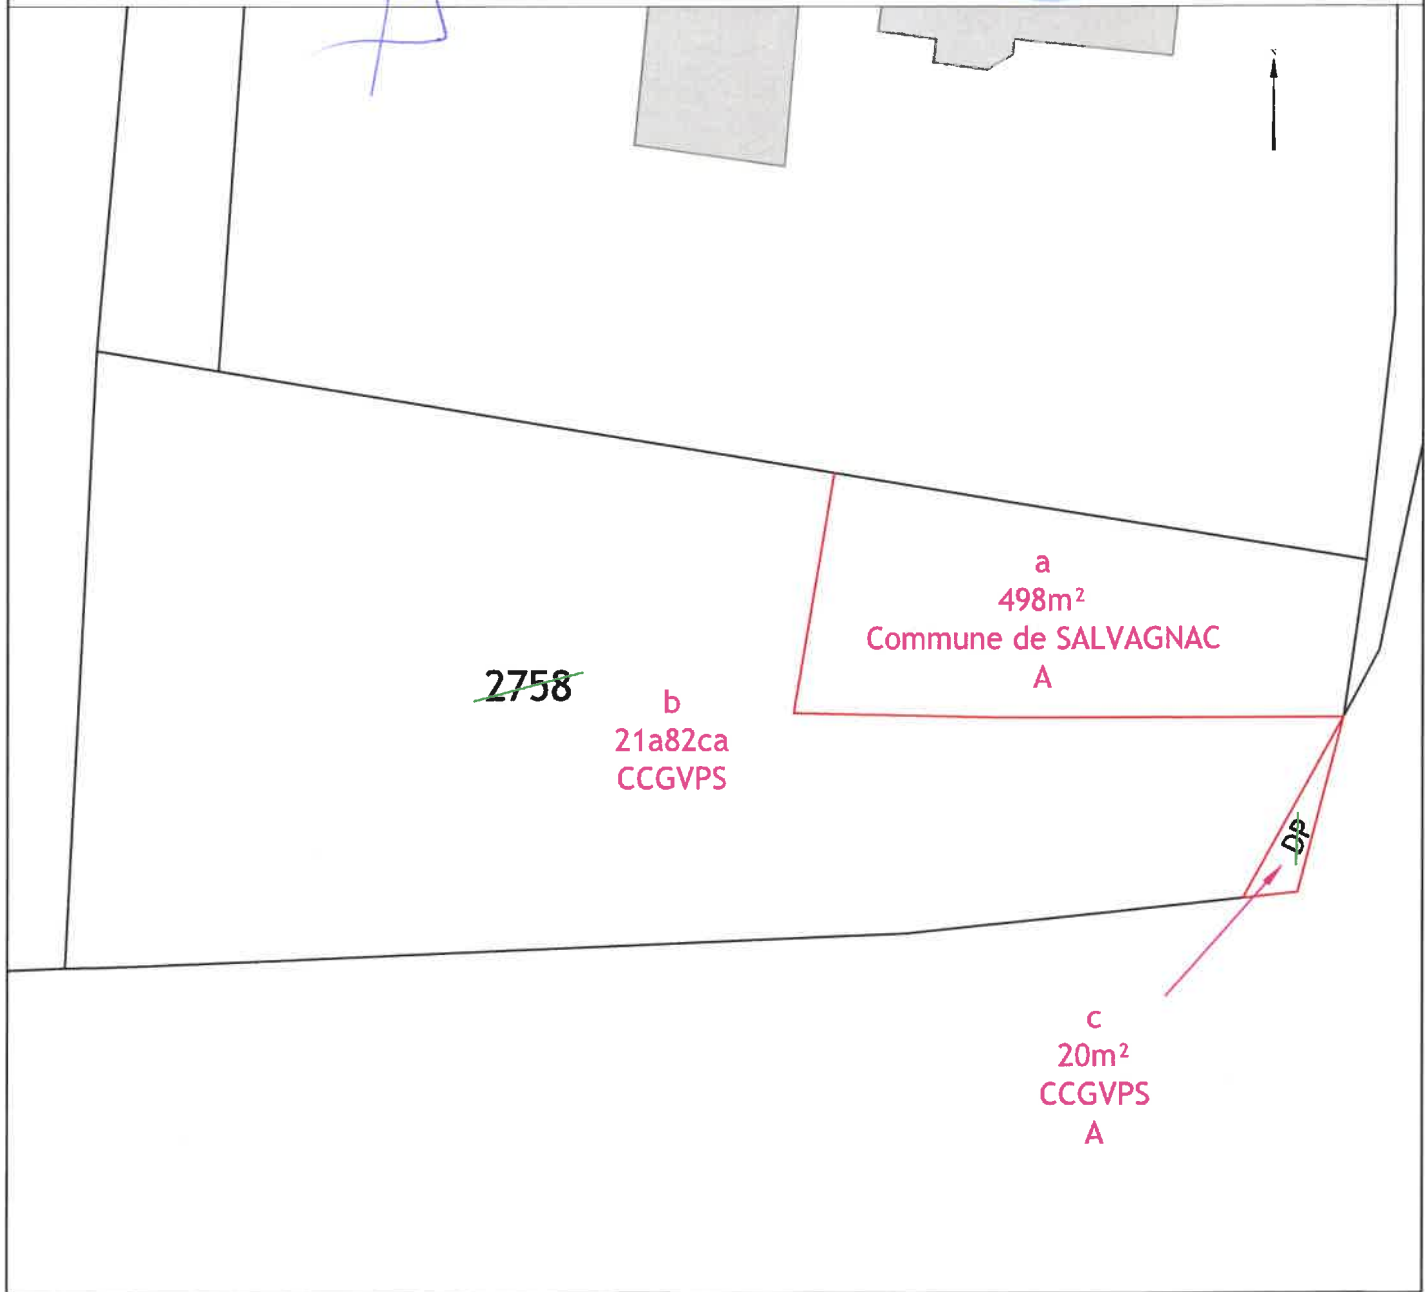 N
a
498m²
Commune de SALVAGNAC
A
2758
b
21a82ca
CCGVPS
DP
c
20m²
CCGVPS
A